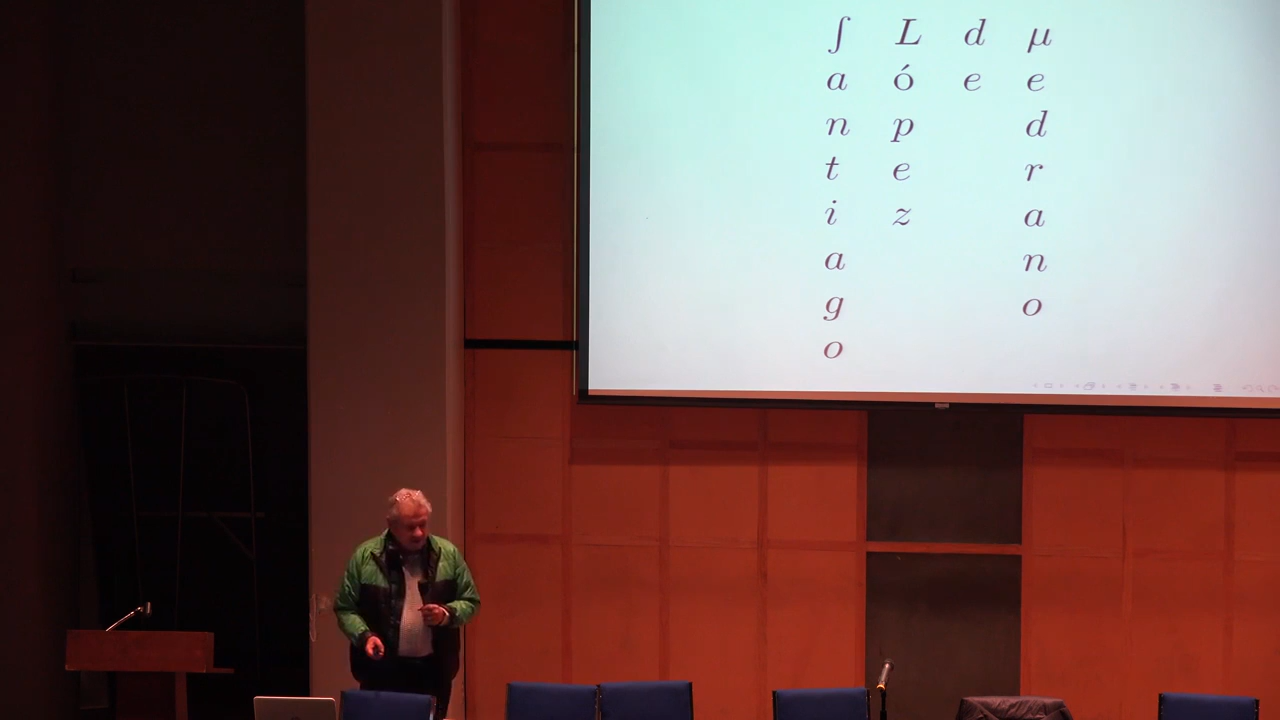 ∫ L d μ
a ó e e
n p d
t e r
i z a
a n
g o
o